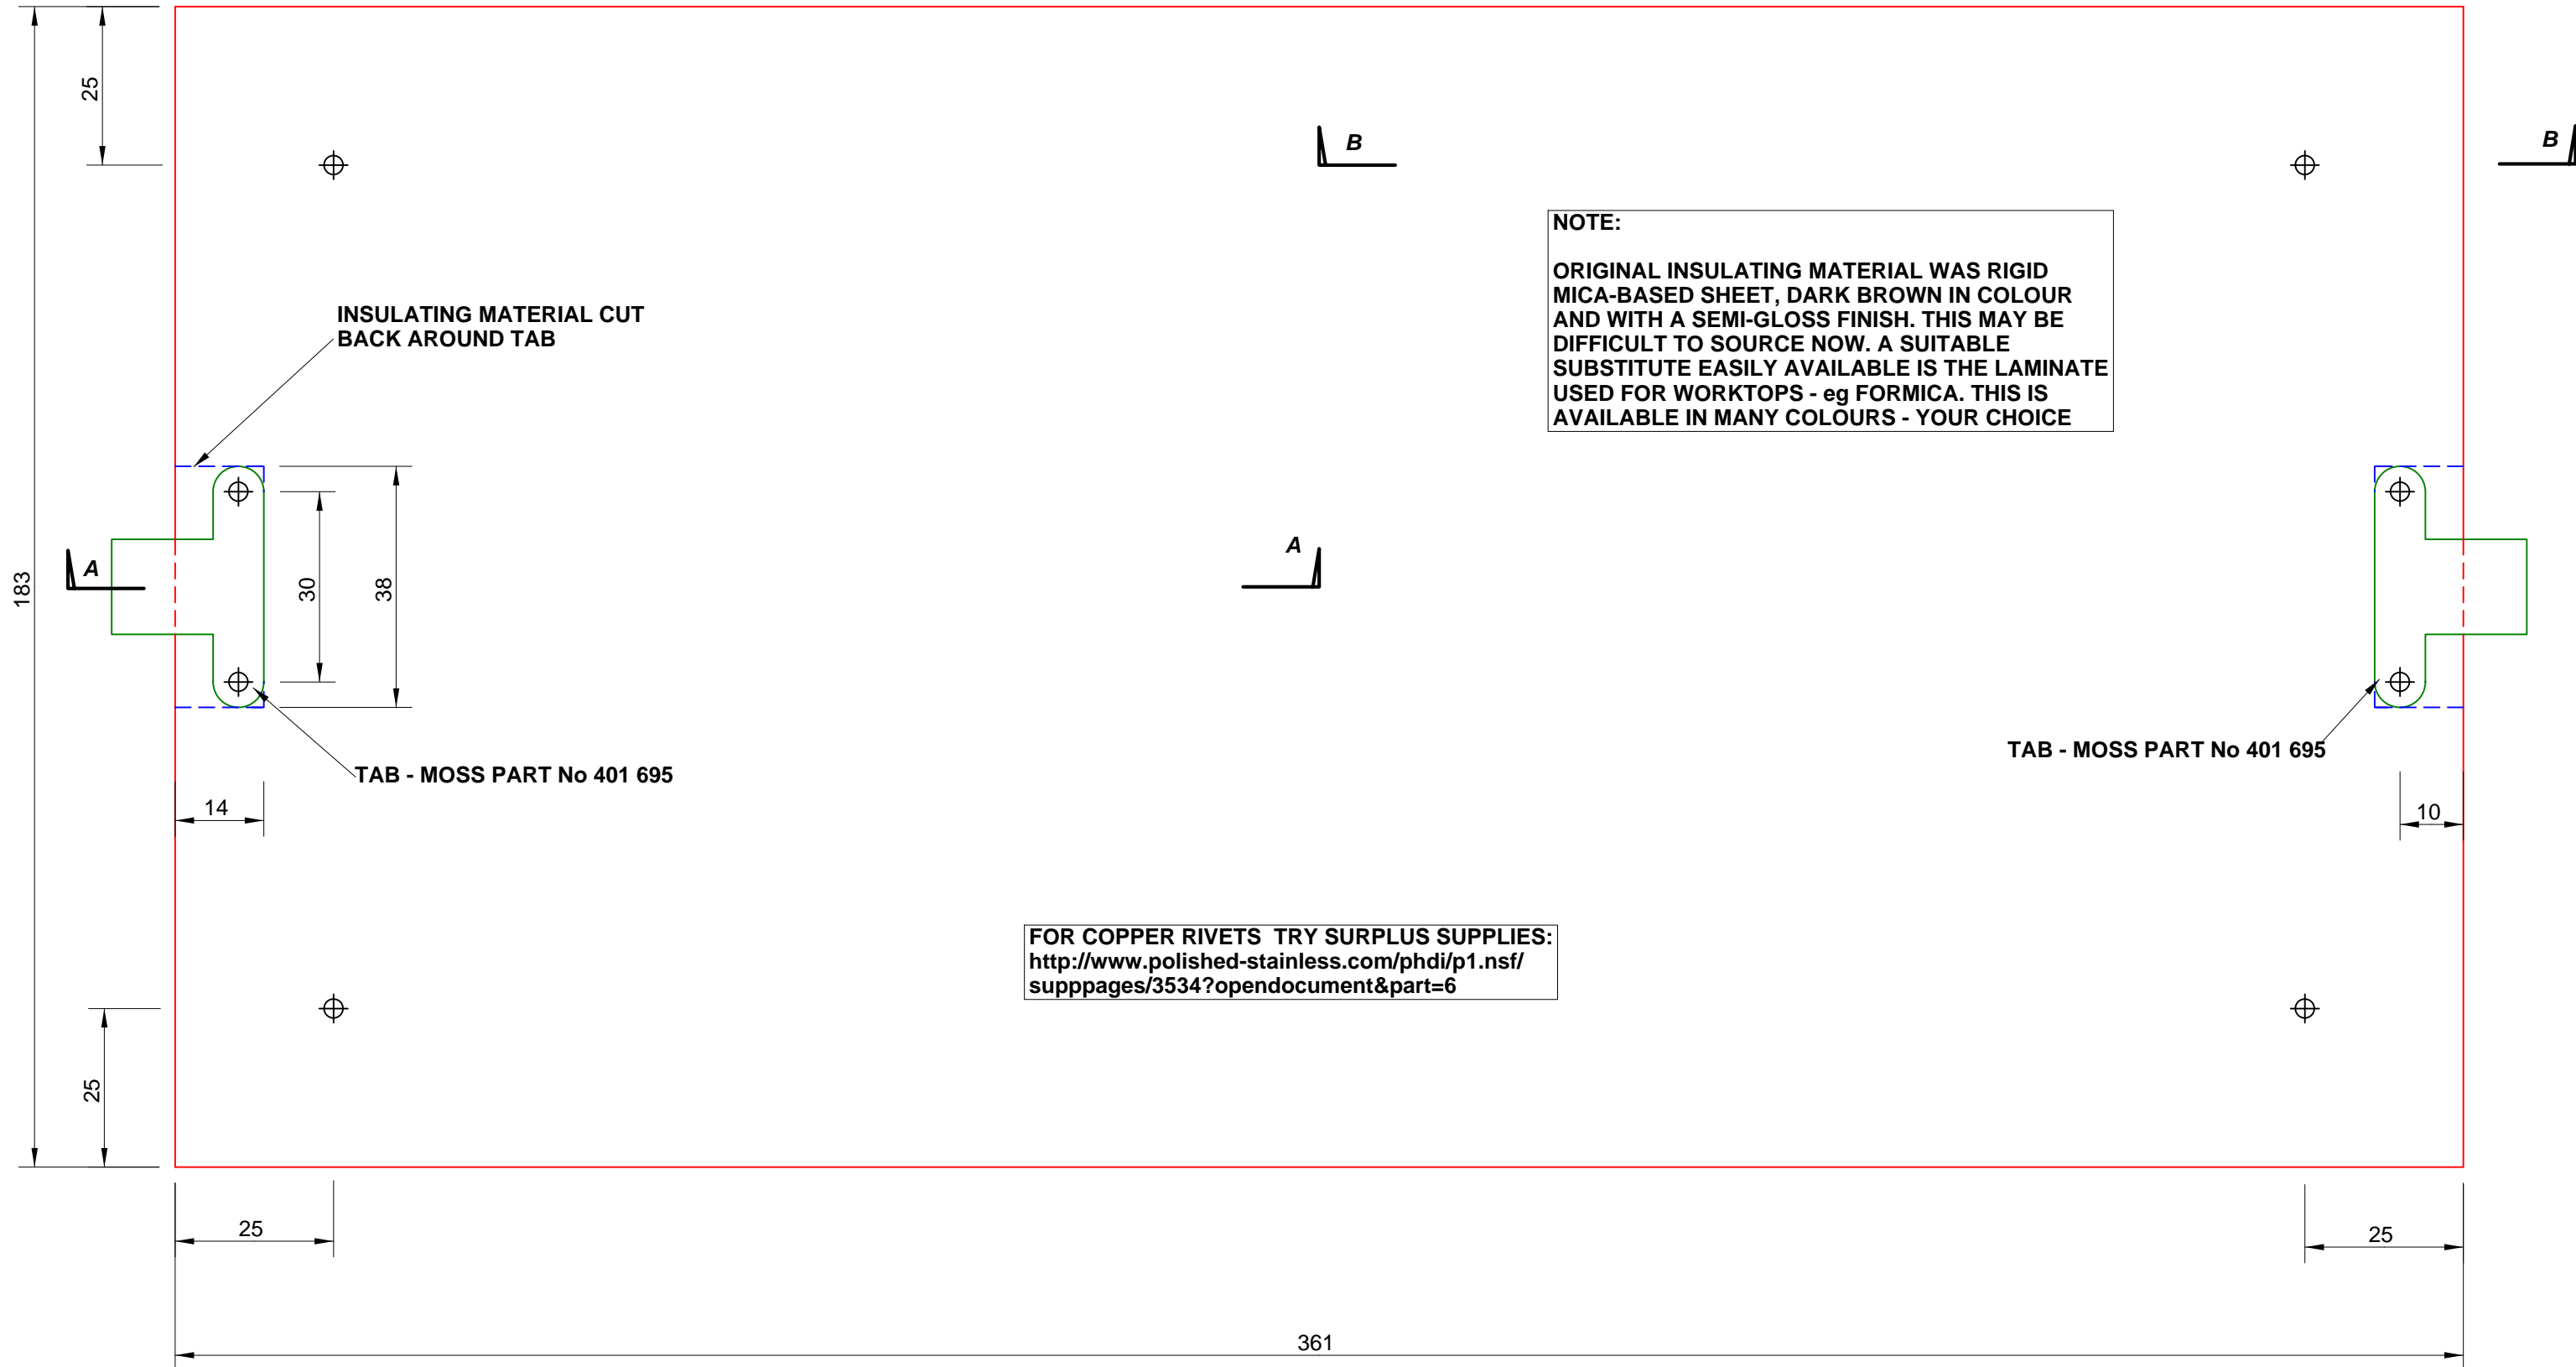 25
B
B
NOTE:
ORIGINAL INSULATING MATERIAL WAS RIGID
MICA-BASED SHEET, DARK BROWN IN COLOUR
AND WITH A SEMI-GLOSS FINISH. THIS MAY BE
DIFFICULT TO SOURCE NOW. A SUITABLE
SUBSTITUTE EASILY AVAILABLE IS THE LAMINATE
USED FOR WORKTOPS - eg FORMICA. THIS IS
AVAILABLE IN MANY COLOURS - YOUR CHOICE
INSULATING MATERIAL CUT
BACK AROUND TAB
A
A
183
30
38
TAB - MOSS PART No 401 695
TAB - MOSS PART No 401 695
14
10
FOR COPPER RIVETS  TRY SURPLUS SUPPLIES:
http://www.polished-stainless.com/phdi/p1.nsf/
supppages/3534?opendocument&part=6
25
25
25
361